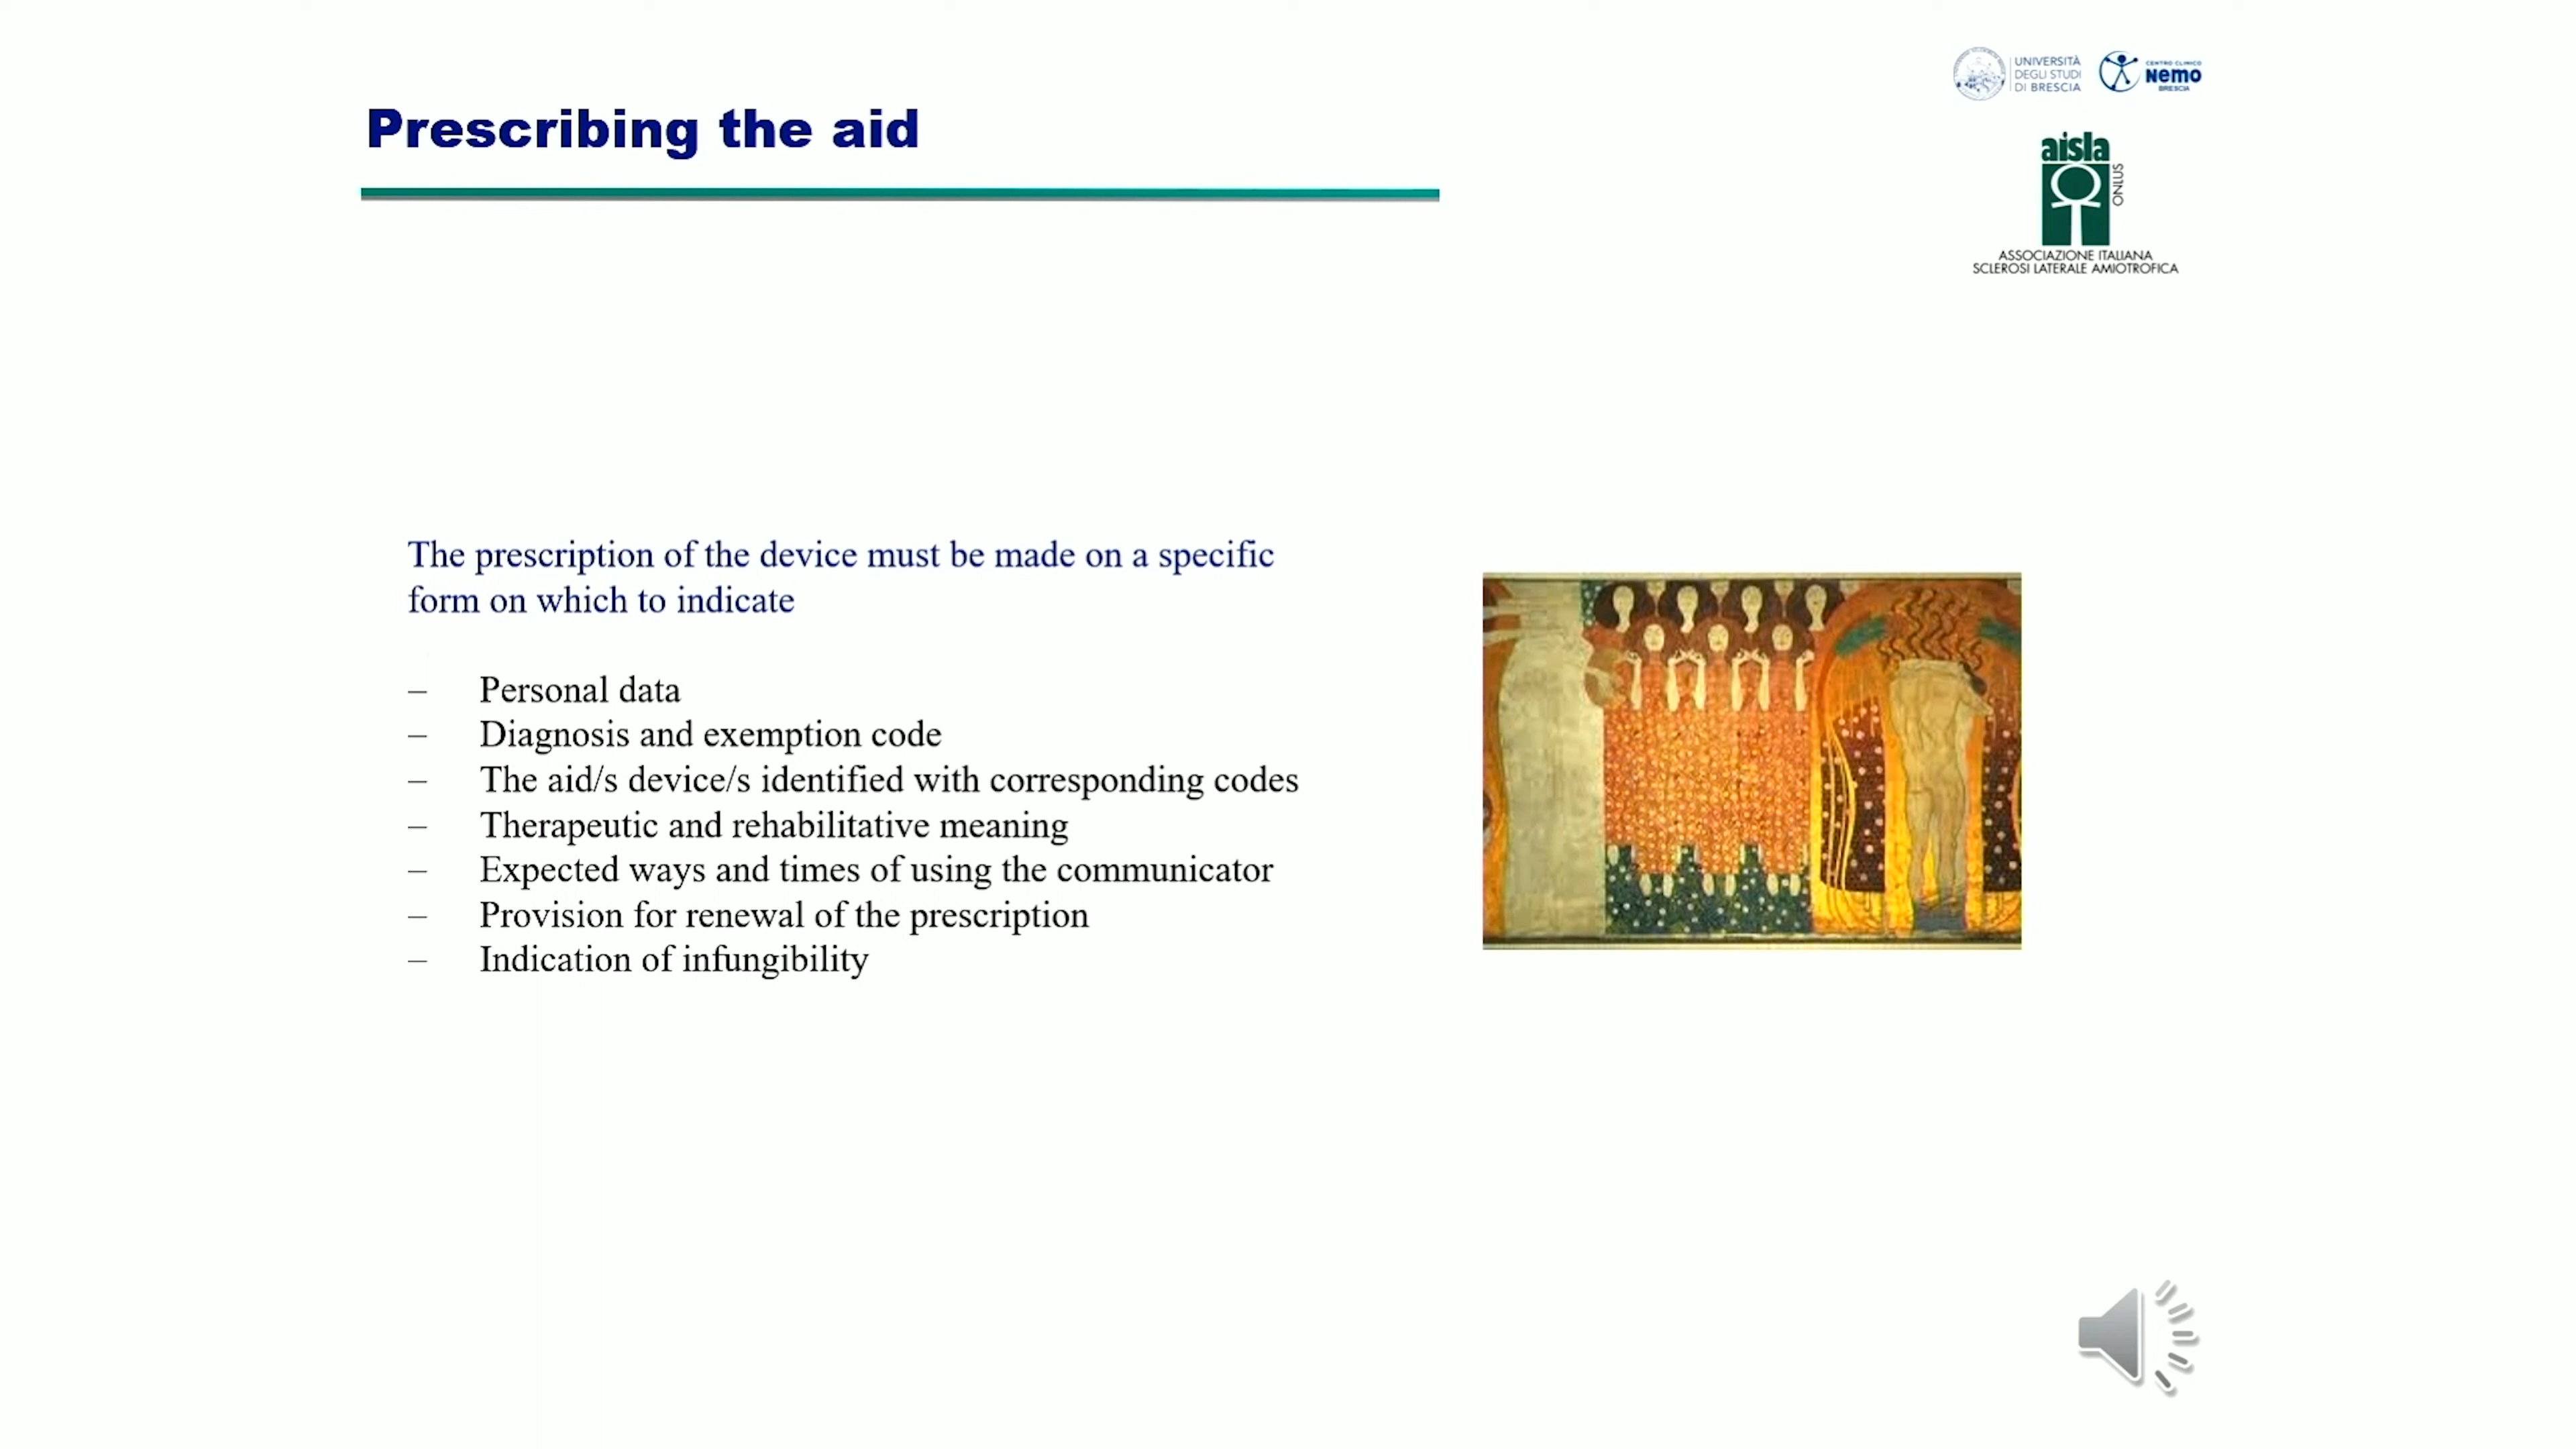 UNIVERSITÀ
DEGLI STUDI
DI BRESCIA
CENTRO CLINICO
NEMO
BRESCIA
Prescribing the aid
aisla
ONLUS
ASSOCIAZIONE ITALIANA
SCLEROSI LATERALE AMIOTROFICA
The prescription of the device must be made on a specific
form on which to indicate
– Personal data
– Diagnosis and exemption code
– The aid/s device/s identified with corresponding codes
– Therapeutic and rehabilitative meaning
– Expected ways and times of using the communicator
– Provision for renewal of the prescription
– Indication of infungibility